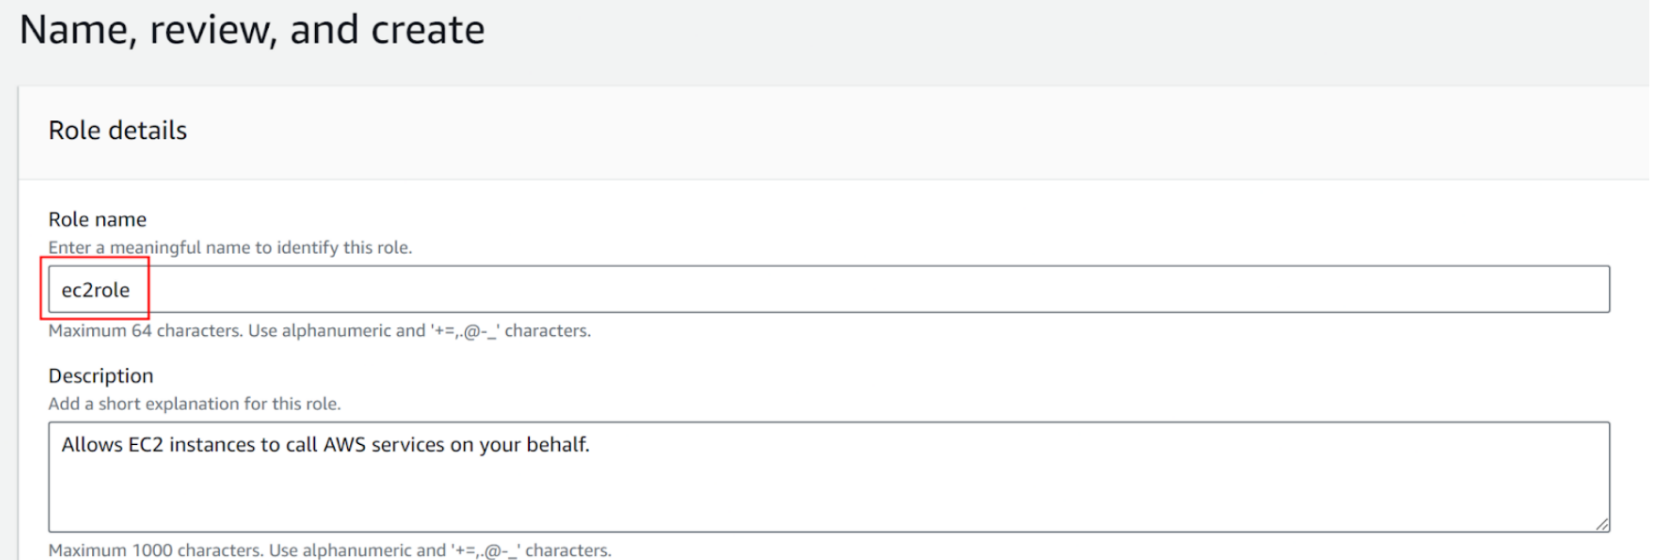 Name, review, and create
Role details
Role name
Enter a meaningful name to identify this role.
ec2role
Maximum 64 characters. Use alphanumeric and '+=,.@-_' characters.
Description
Add a short explanation for this role.
Allows EC2 instances to call AWS services on your behalf.
Maximum 1000 characters. Use alphanumeric and '+=,.@-_' characters.